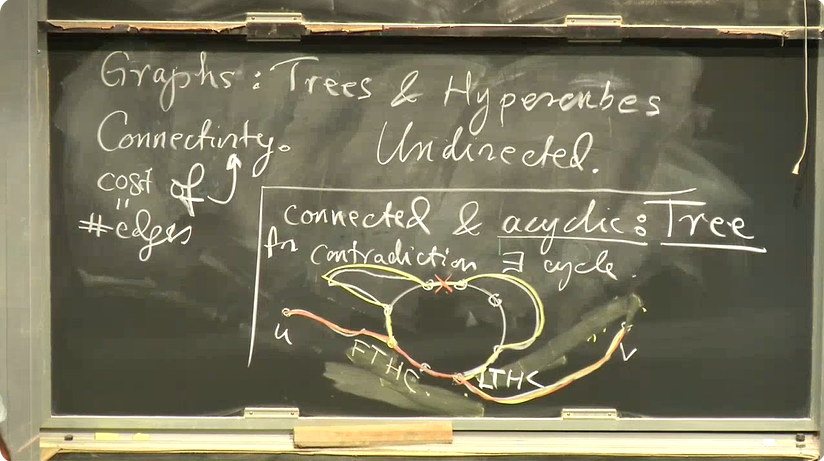 Graphs: Trees & Hypercubes
Connectivity. Undirected.
cost of
"
#edges
connected & acyclic: Tree
for contradiction ∃ cycle.
u
FTHC
LTHC
v